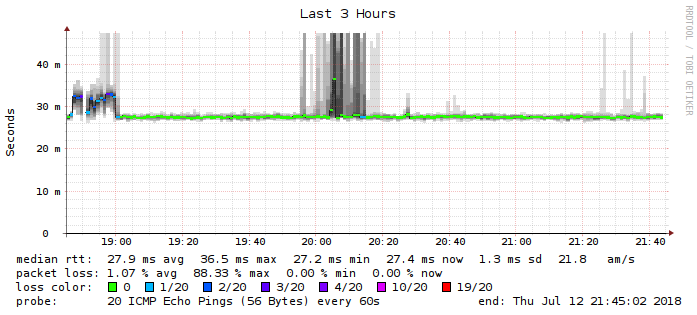 Last 3 Hours
RRDTOOL / TOBI OETIKER
Seconds
40 m
30 m
20 m
10 m
0
19:00 19:20 19:40 20:00 20:20 20:40 21:00 21:20 21:40
median rtt: 27.9 ms avg 36.5 ms max 27.2 ms min 27.4 ms now 1.3 ms sd 21.8 am/s
packet loss: 1.07 % avg 88.33 % max 0.00 % min 0.00 % now
loss color: 0 1/20 2/20 3/20 4/20 10/20 19/20
probe: 20 ICMP Echo Pings (56 Bytes) every 60s end: Thu Jul 12 21:45:02 2018